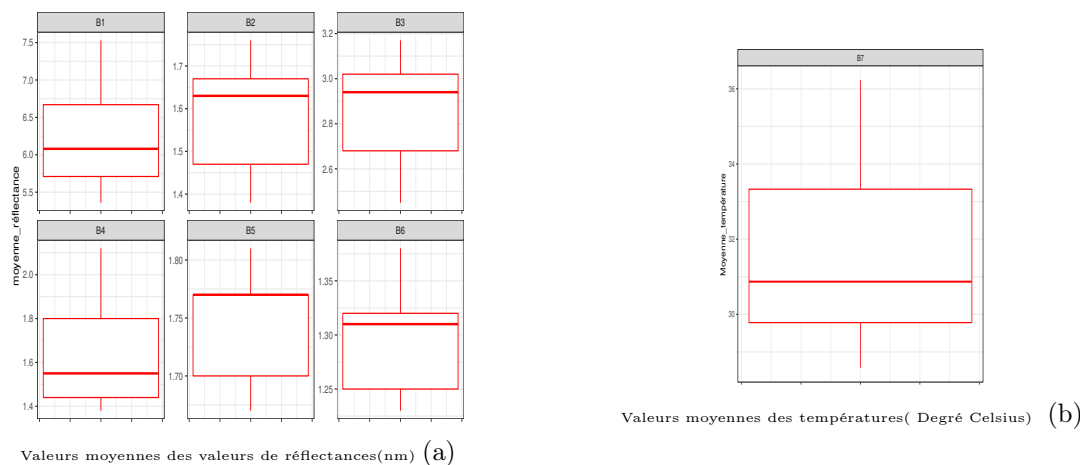 B1
B2
B3
7.5
7.0
6.5
6.0
5.5
1.7
1.6
1.5
1.4
3.2
3.0
2.8
2.6
moyenne_réflectance
B4
B5
B6
2.0
1.8
1.6
1.4
1.80
1.75
1.70
1.35
1.30
1.25
Valeurs moyennes des valeurs de réflectances(nm) (a)
B7
36
34
32
31
30
Moyenne_température
Valeurs moyennes des températures( Degré Celsius) (b)